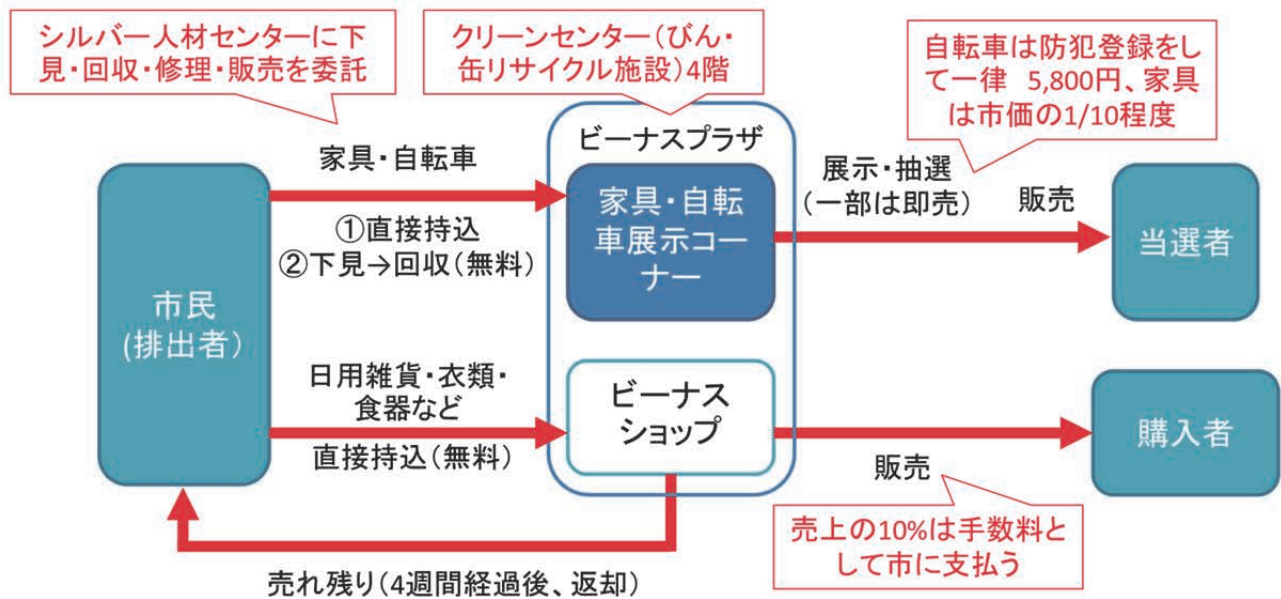 シルバー人材センターに下
見・回収・修理・販売を委託
クリーンセンター(びん・
缶リサイクル施設)4階
自転車は防犯登録をし
て一律 5,800円、家具
は市価の1/10程度
ビーナスプラザ
家具・自転車
①直接持込
②下見→回収(無料)
家具・自転
車展示コー
ナー
展示・抽選
(一部は即売)
販売
当選者
市民
(排出者)
日用雑貨・衣類・
食器など
直接持込(無料)
ビーナス
ショップ
販売
購入者
売上の10%は手数料と
して市に支払う
売れ残り(4週間経過後、返却)